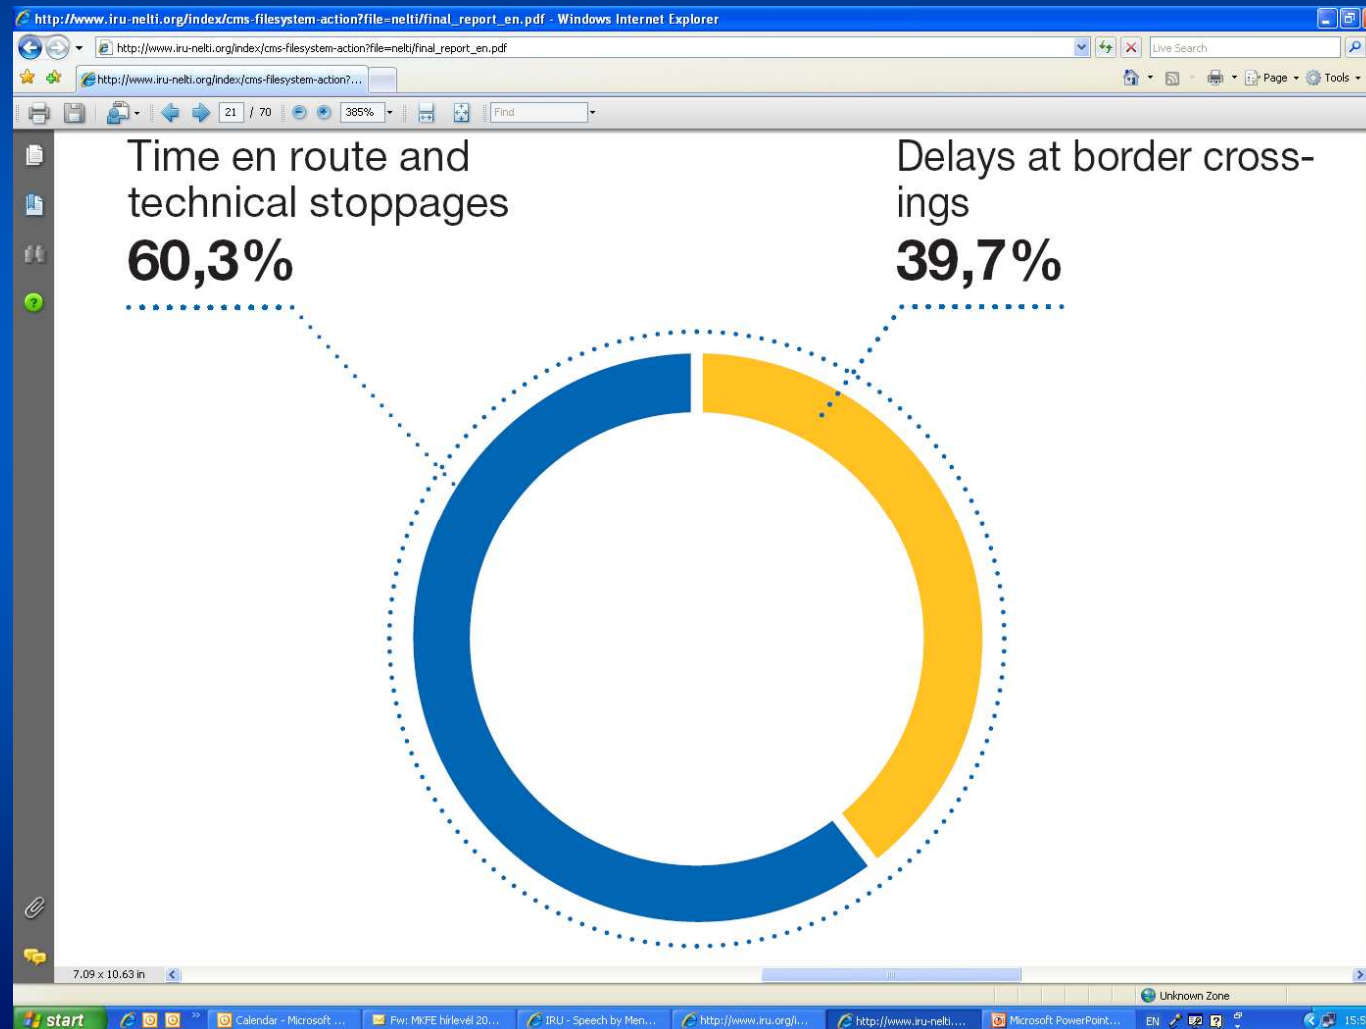 http://www.iru-nelti.org/index/cms-filesystem-action?file=nelti/final_report_en.pdf - Windows Internet Explorer
http://www.iru-nelti.org/index/cms-filesystem-action?file=nelti/final_report_en.pdf
Live Search
http://www.iru-nelti.org/index/cms-filesystem-action?...
Page
Tools
21 / 70
385%
Find
Time en route and
technical stoppages
60,3%
Delays at border cross-
ings
39,7%
7.09 x 10.63 in
Unknown Zone
start
Calendar - Microsoft ...
Fw: MKFE hírlevél 20...
IRU - Speech by Men...
http://www.iru.org/i...
http://www.iru-nelti....
Microsoft PowerPoint...
EN